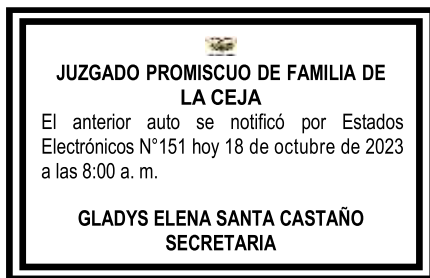 JUZGADO PROMISCUO DE FAMILIA DE
LA CEJA
El anterior auto se notificó por Estados
Electrónicos N°151 hoy 18 de octubre de 2023
a las 8:00 a. m.
GLADYS ELENA SANTA CASTAÑO
SECRETARIA